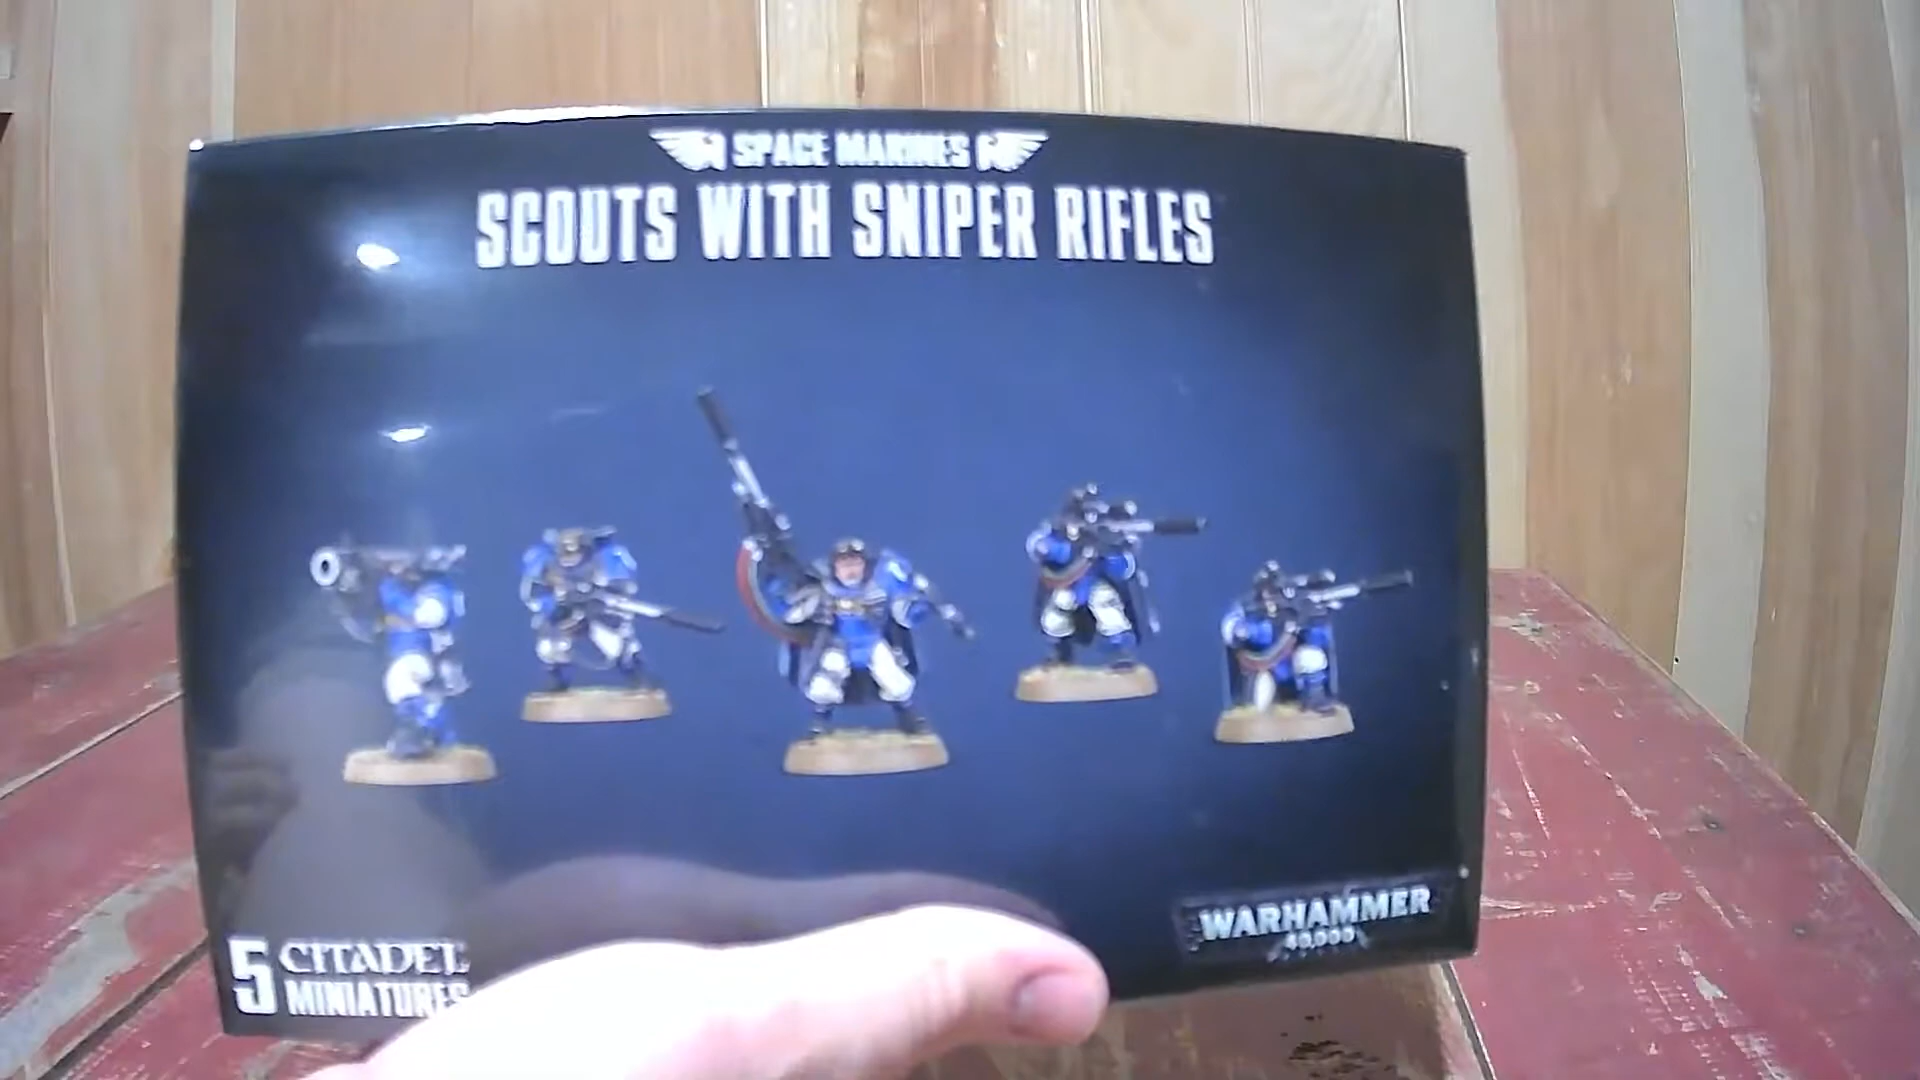 SPACE MARINES
SCOUTS WITH SNIPER RIFLES
5 CITADEL
MINIATURES
WARHAMMER
40,000